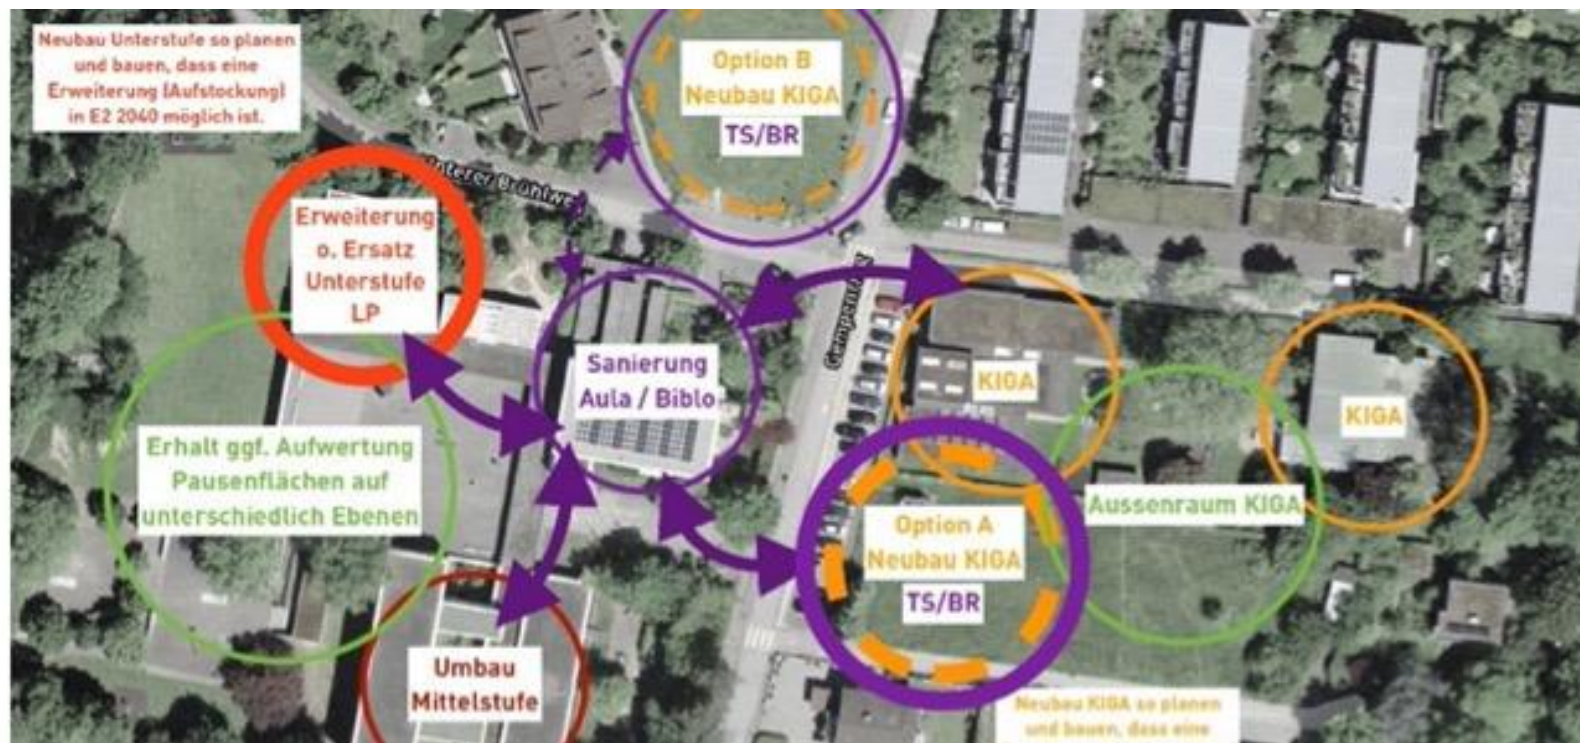 Neubau Unterstufe so planen
und bauen, dass eine
Erweiterung (Aufstockung)
in E2 2040 möglich ist.
Option B
Neubau KIGA
TS/BR
Unterer Brühlweg
Erweiterung
o. Ersatz
Unterstufe
LP
Sanierung
Aula / Biblo
KIGA
KIGA
Erhalt ggf. Aufwertung
Pausenflächen auf
unterschiedlich Ebenen
Aussenraum KIGA
Option A
Neubau KIGA
TS/BR
Umbau
Mittelstufe
Neubau KIGA so planen
und bauen, dass eine